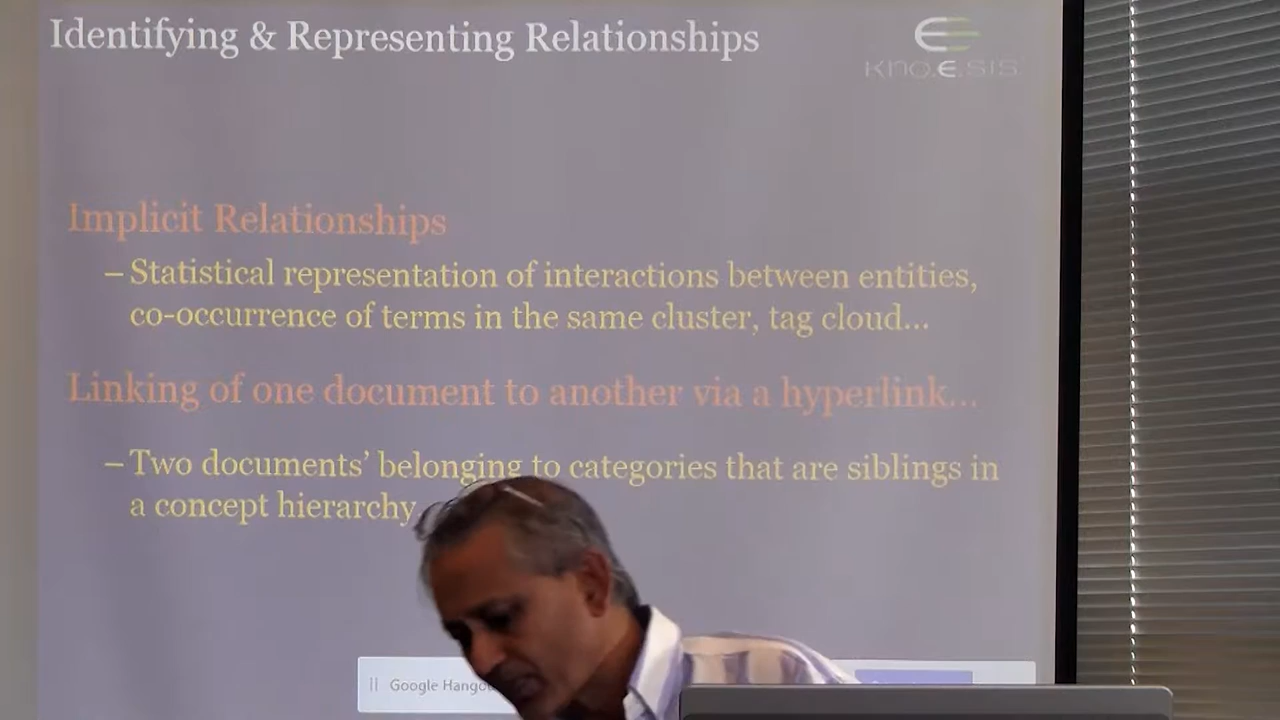 Identifying & Representing Relationships
kno.e.sis
Implicit Relationships
– Statistical representation of interactions between entities,
co-occurrence of terms in the same cluster, tag cloud...
Linking of one document to another via a hyperlink...
– Two documents’ belonging to categories that are siblings in
a concept hierarchy
Google